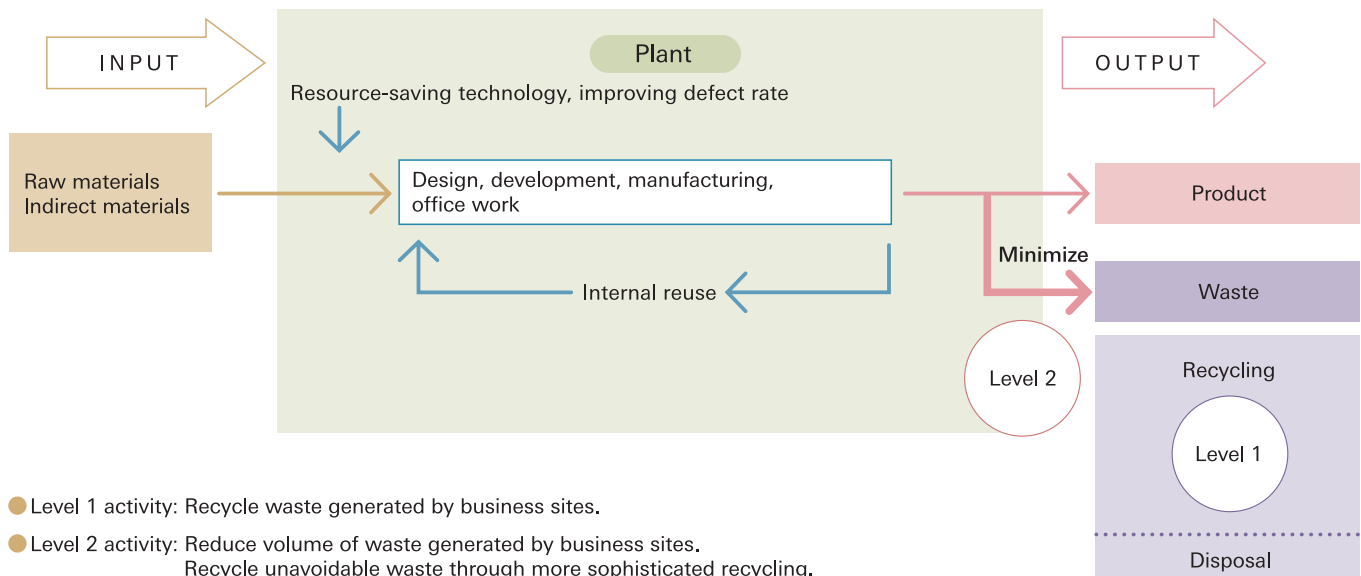 INPUT
Plant
OUTPUT
Resource-saving technology, improving defect rate
Raw materials
Indirect materials
Design, development, manufacturing,
office work
Product
Minimize
Internal reuse
Waste
Level 2
Recycling
Level 1
Level 1 activity: Recycle waste generated by business sites.
Level 2 activity: Reduce volume of waste generated by business sites.
Recycle unavoidable waste through more sophisticated recycling.
Disposal